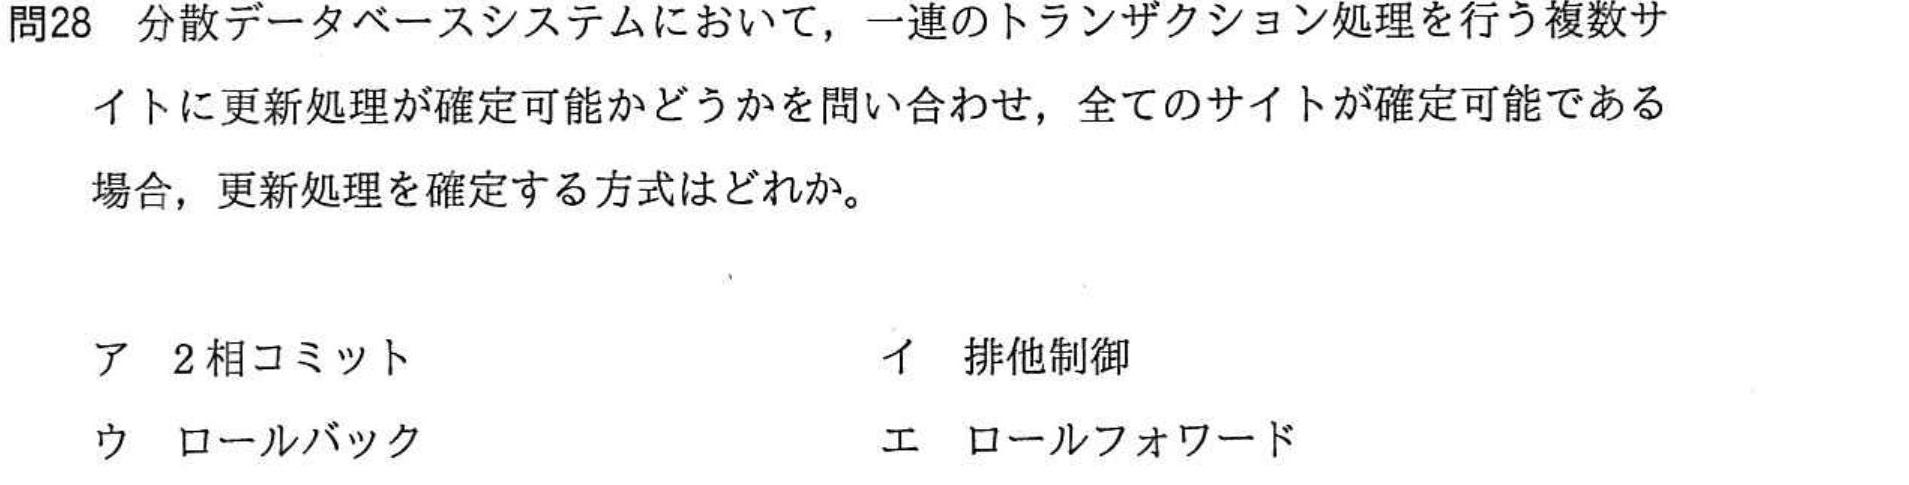 問28　分散データベースシステムにおいて，一連のトランザクション処理を行う複数サ
イトに更新処理が確定可能かどうかを問い合わせ，全てのサイトが確定可能である
場合，更新処理を確定する方式はどれか。
ア　2相コミット　イ　排他制御
ウ　ロールバック　エ　ロールフォワード